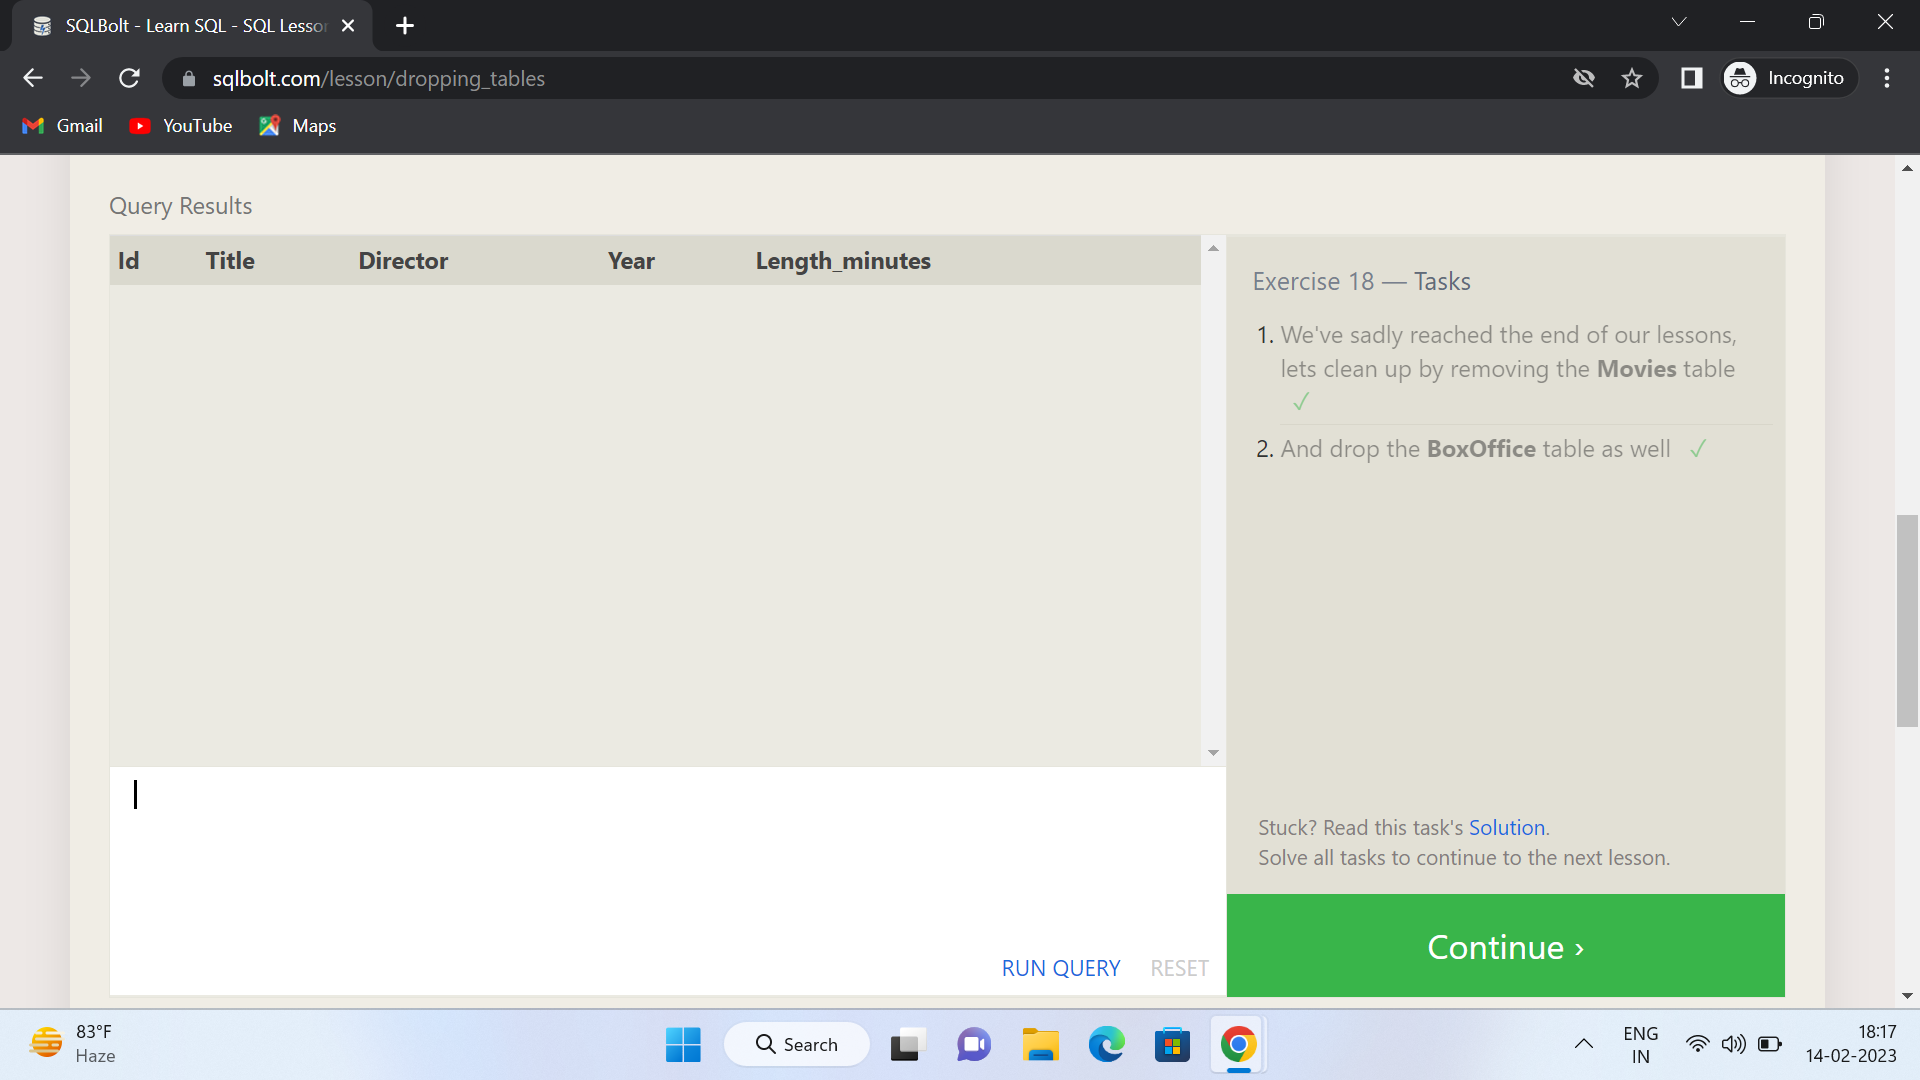 SQLBolt - Learn SQL - SQL Lesso
sqlbolt.com/lesson/dropping_tables
Incognito
Gmail
YouTube
Maps
Query Results
Id Title Director Year Length_minutes
Exercise 18 — Tasks
1. We've sadly reached the end of our lessons,
lets clean up by removing the Movies table
✓
2. And drop the BoxOffice table as well ✓
Stuck? Read this task's Solution.
Solve all tasks to continue to the next lesson.
RUN QUERY RESET
Continue ›
83°F
Haze
Search
ENG
IN
18:17
14-02-2023